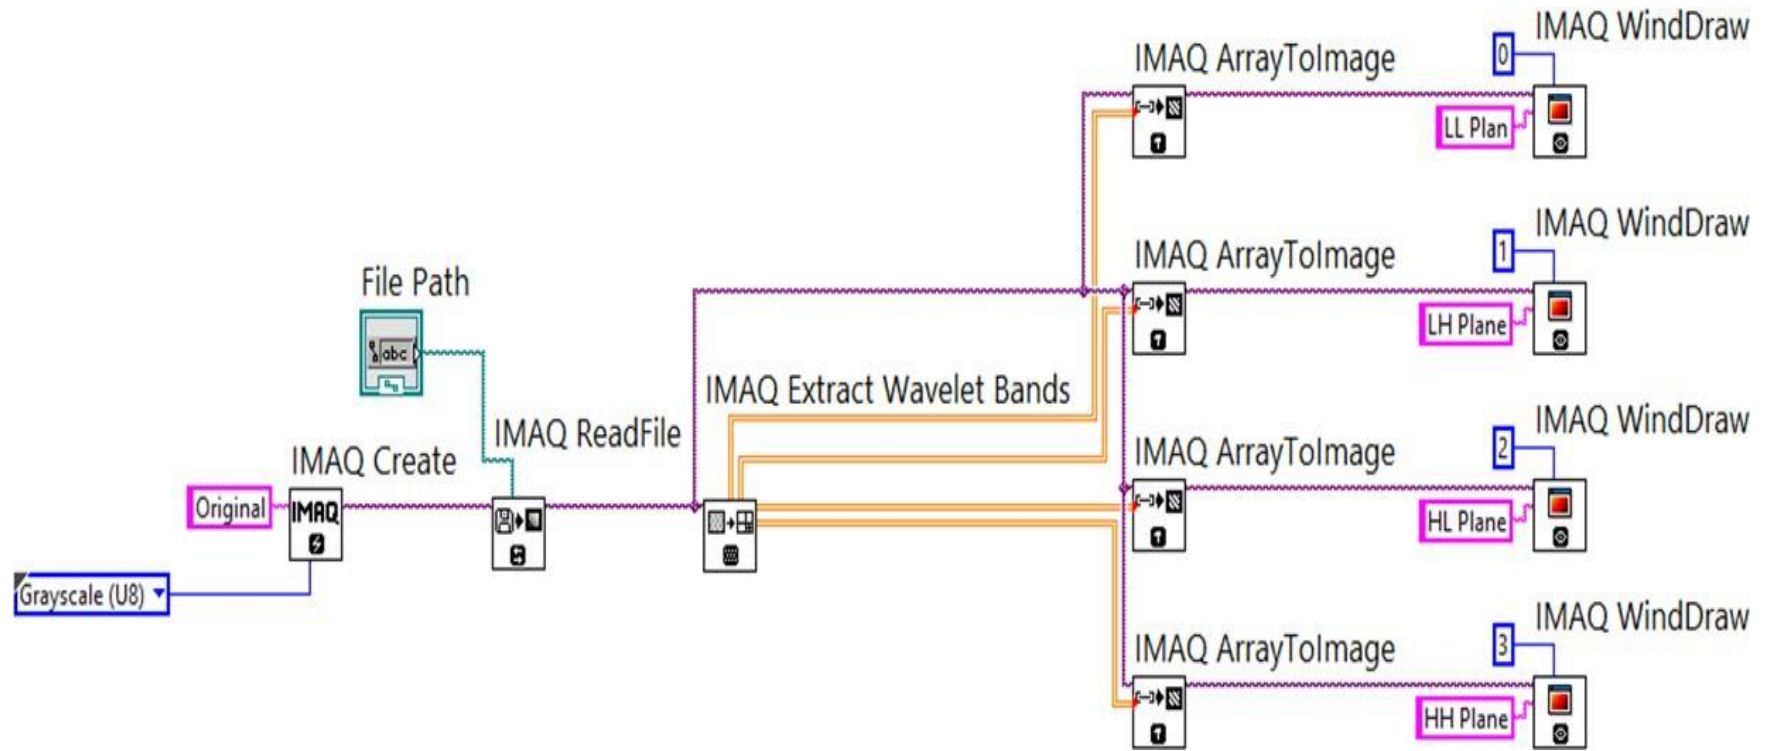 IMAQ WindDraw
IMAQ ArrayToImage
0
LL Plan
IMAQ WindDraw
IMAQ ArrayToImage
1
LH Plane
File Path
abc
IMAQ Extract Wavelet Bands
IMAQ ReadFile
IMAQ Create
Original
IMAQ
Grayscale (U8)
IMAQ WindDraw
IMAQ ArrayToImage
2
HL Plane
IMAQ WindDraw
IMAQ ArrayToImage
3
HH Plane